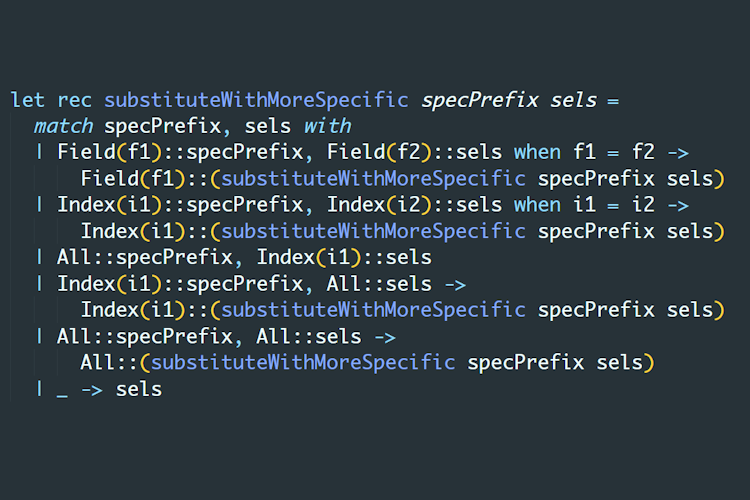 let rec substituteWithMoreSpecific specPrefix sels =
match specPrefix, sels with
| Field(f1)::specPrefix, Field(f2)::sels when f1 = f2 ->
Field(f1)::(substituteWithMoreSpecific specPrefix sels)
| Index(i1)::specPrefix, Index(i2)::sels when i1 = i2 ->
Index(i1)::(substituteWithMoreSpecific specPrefix sels)
| All::specPrefix, Index(i1)::sels
| Index(i1)::specPrefix, All::sels ->
Index(i1)::(substituteWithMoreSpecific specPrefix sels)
| All::specPrefix, All::sels ->
All::(substituteWithMoreSpecific specPrefix sels)
| _ -> sels